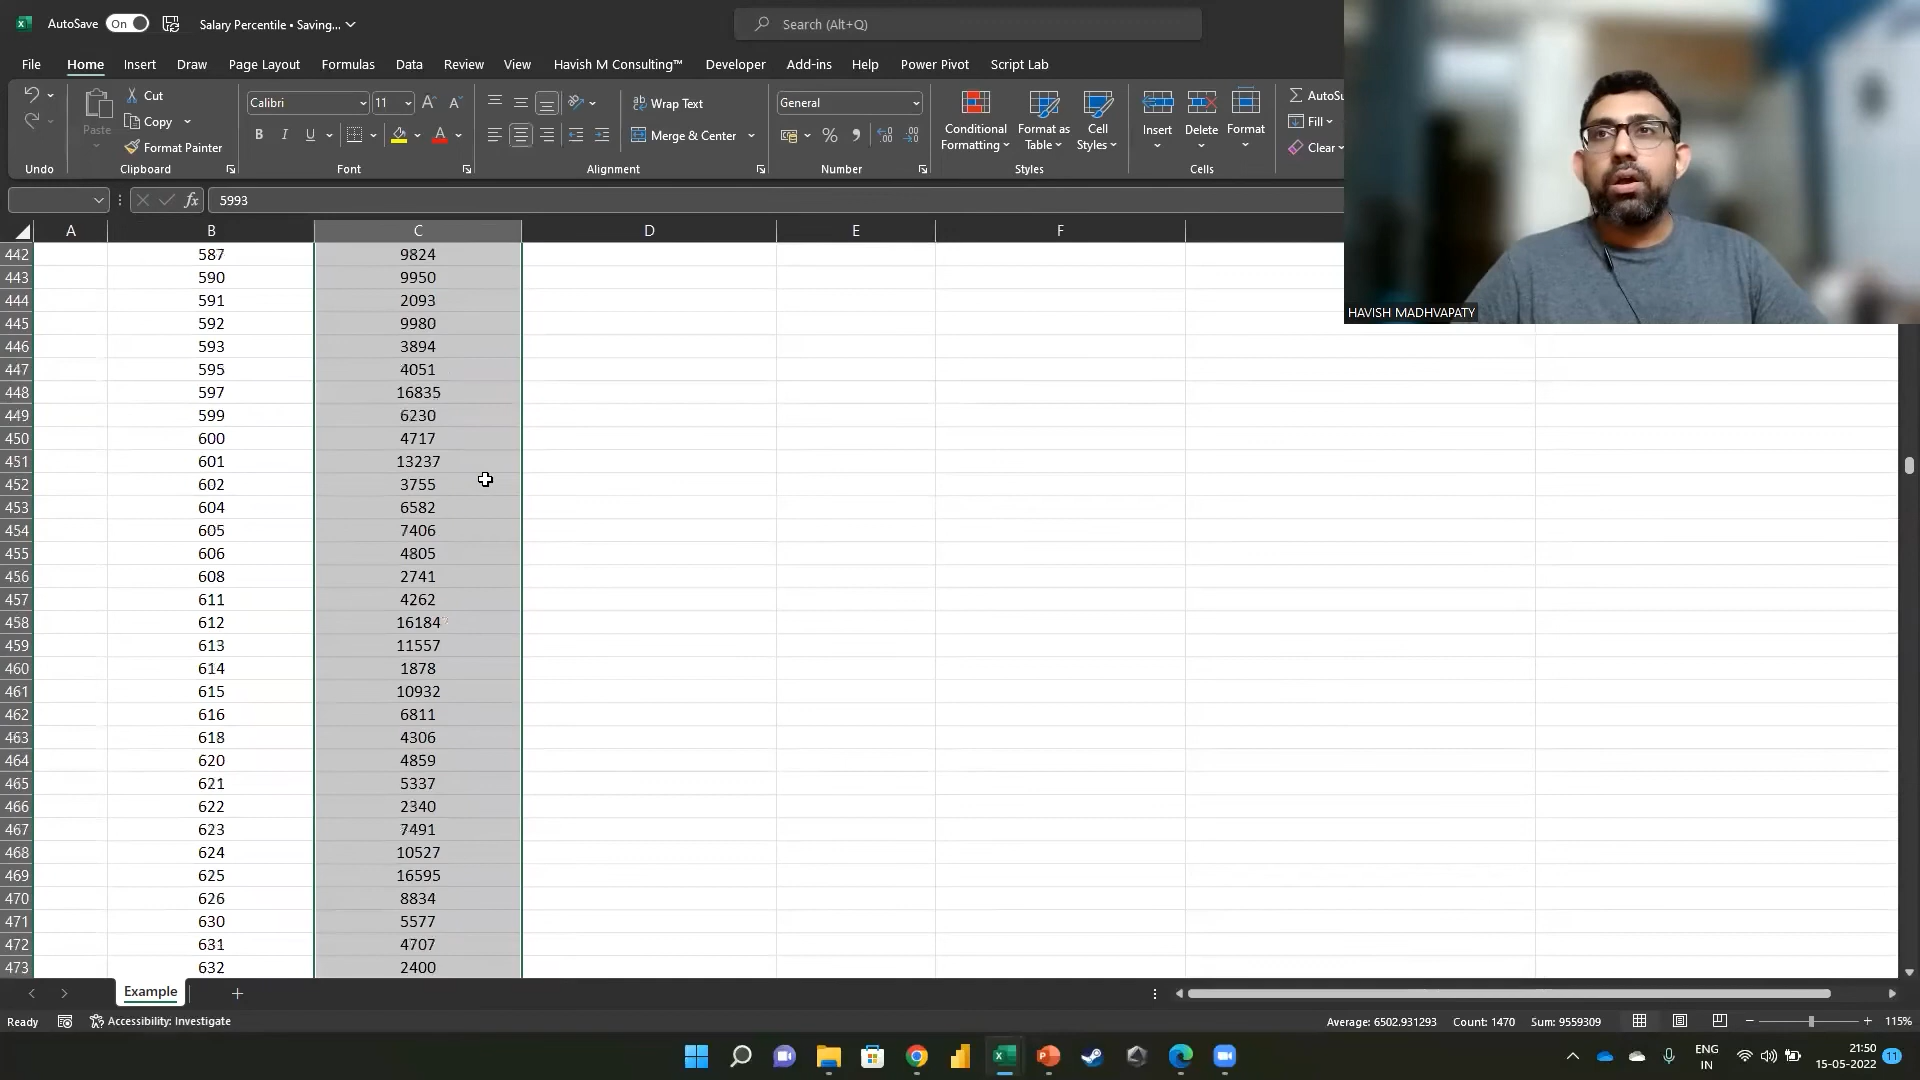 AutoSave On Salary Percentile • Saving... Search (Alt+Q)
File Home Insert Draw Page Layout Formulas Data Review View Havish M Consulting™ Developer Add-ins Help Power Pivot Script Lab
Paste Cut Copy Format Painter
Calibri 11
Wrap Text
Merge & Center
General
Conditional Formatting Format as Table Cell Styles
Insert Delete Format
Fill
Clear
Undo Clipboard Font Alignment Number Styles Cells
fx 5993
HAVISH MADHVAPATY
A B C D E F
442 587 9824
443 590 9950
444 591 2093
445 592 9980
446 593 3894
447 595 4051
448 597 16835
449 599 6230
450 600 4717
451 601 13237
452 602 3755
453 604 6582
454 605 7406
455 606 4805
456 608 2741
457 611 4262
458 612 16184
459 613 11557
460 614 1878
461 615 10932
462 616 6811
463 618 4306
464 620 4859
465 621 5337
466 622 2340
467 623 7491
468 624 10527
469 625 16595
470 626 8834
471 630 5577
472 631 4707
473 632 2400
Example
Ready Accessibility: Investigate Average: 6502.931293 Count: 1470 Sum: 9559309 115%
ENG IN 21:50 15-05-2022 11